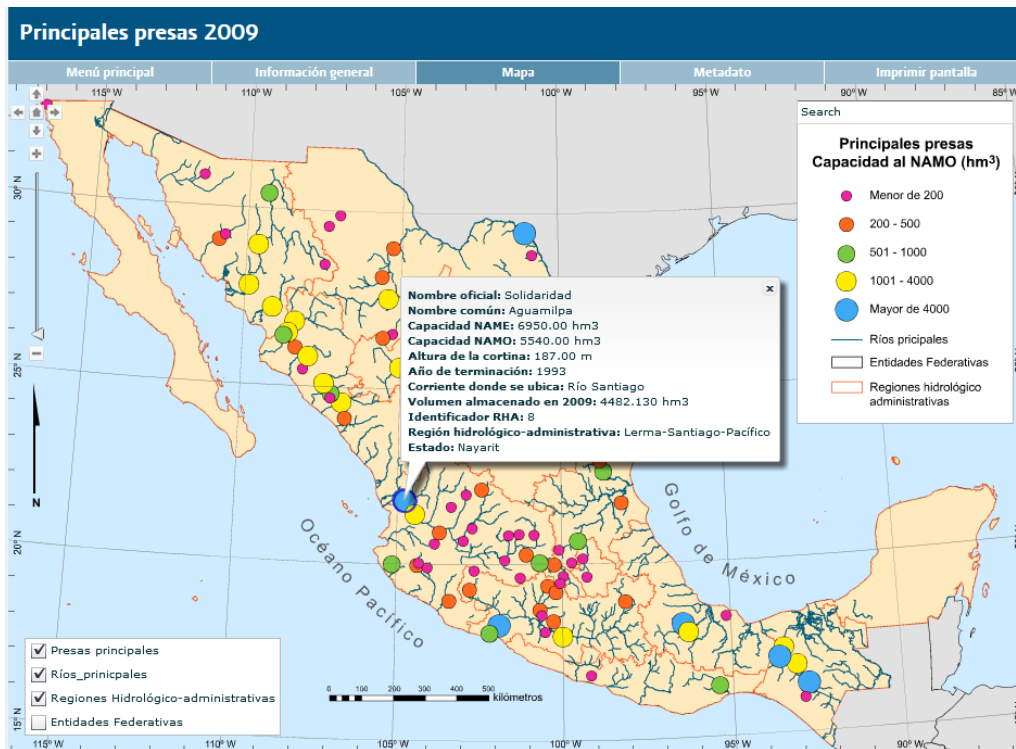 Principales presas 2009
Menú principal
Información general
Mapa
Metadato
Imprimir pantalla
115° W
110° W
105° W
100° W
95° W
90° W
85° W
Search
Principales presas
Capacidad al NAMO (hm³)
Menor de 200
200 - 500
501 - 1000
1001 - 4000
Mayor de 4000
Ríos pricipales
Entidades Federativas
Regiones hidrológico
administrativas
30° N
25° N
20° N
15° N
Nombre oficial: Solidaridad
Nombre común: Aguamilpa
Capacidad NAME: 6950.00 hm3
Capacidad NAMO: 5540.00 hm3
Altura de la cortina: 187.00 m
Año de terminación: 1993
Corriente donde se ubica: Río Santiago
Volumen almacenado en 2009: 4482.130 hm3
Identificador RHA: 8
Región hidrológico-administrativa: Lerma-Santiago-Pacífico
Estado: Nayarit
N
Golfo de México
Océano Pacífico
Presas principales
Ríos_prinicpales
Regiones Hidrológico-administrativas
Entidades Federativas
0 100 200 300 400 500
kilómetros
115° W
110° W
105° W
100° W
95° W
90° W